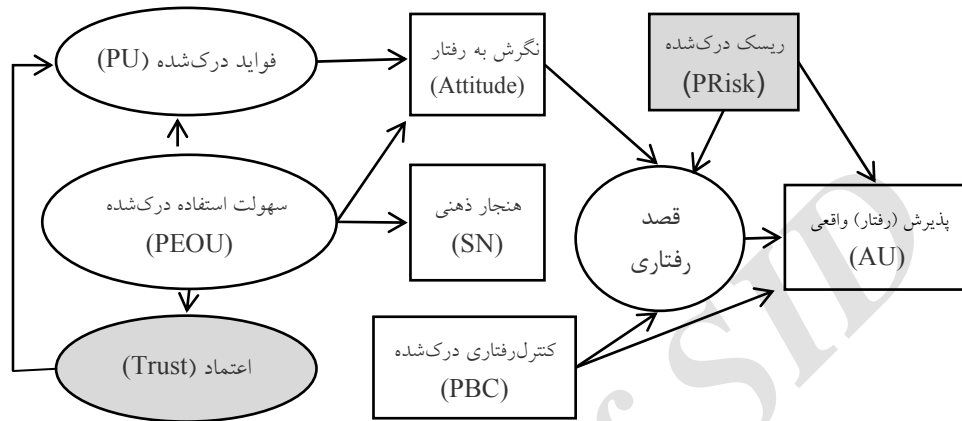 فواید درک‌شده (PU)
نگرش به رفتار
(Attitude)
ریسک درک‌شده
(PRisk)
سهولت استفاده درک‌شده
(PEOU)
هنجار ذهنی
(SN)
قصد
رفتاری
پذیرش (رفتار) واقعی
(AU)
اعتماد (Trust)
کنترل‌رفتاری درک‌شده
(PBC)
f SID